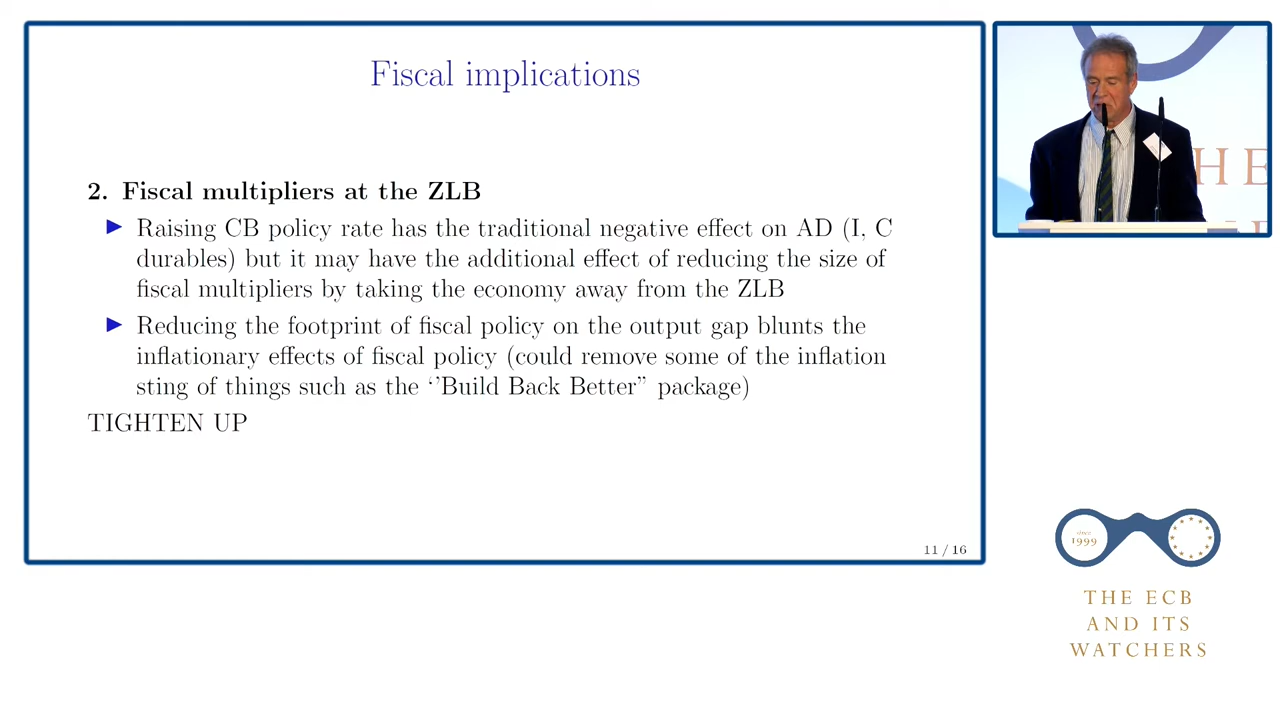 Fiscal implications
2. Fiscal multipliers at the ZLB
Raising CB policy rate has the traditional negative effect on AD (I, C
durables) but it may have the additional effect of reducing the size of
fiscal multipliers by taking the economy away from the ZLB
Reducing the footprint of fiscal policy on the output gap blunts the
inflationary effects of fiscal policy (could remove some of the inflation
sting of things such as the ‘’Build Back Better” package)
TIGHTEN UP
11 / 16
HE
since
1999
THE ECB
AND ITS
WATCHERS